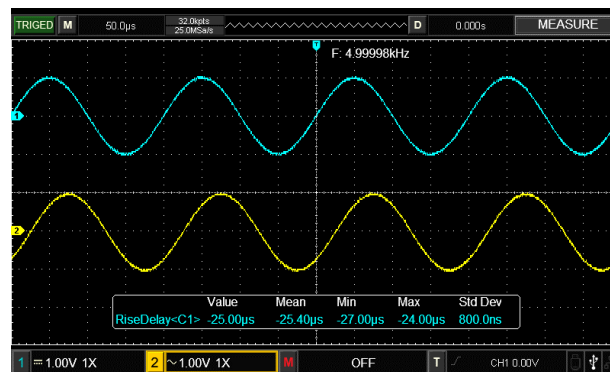 TRIGED M 50.0µs 32.0kpts 25.0MSa/s D 0.000s MEASURE
T
F: 4.99998kHz
1
2
Value Mean Min Max Std Dev
RiseDelay<C1> -25.00µs -25.40µs -27.00µs -24.00µs 800.0ns
1 1.00V 1X 2 1.00V 1X M OFF T CH1 0.00V